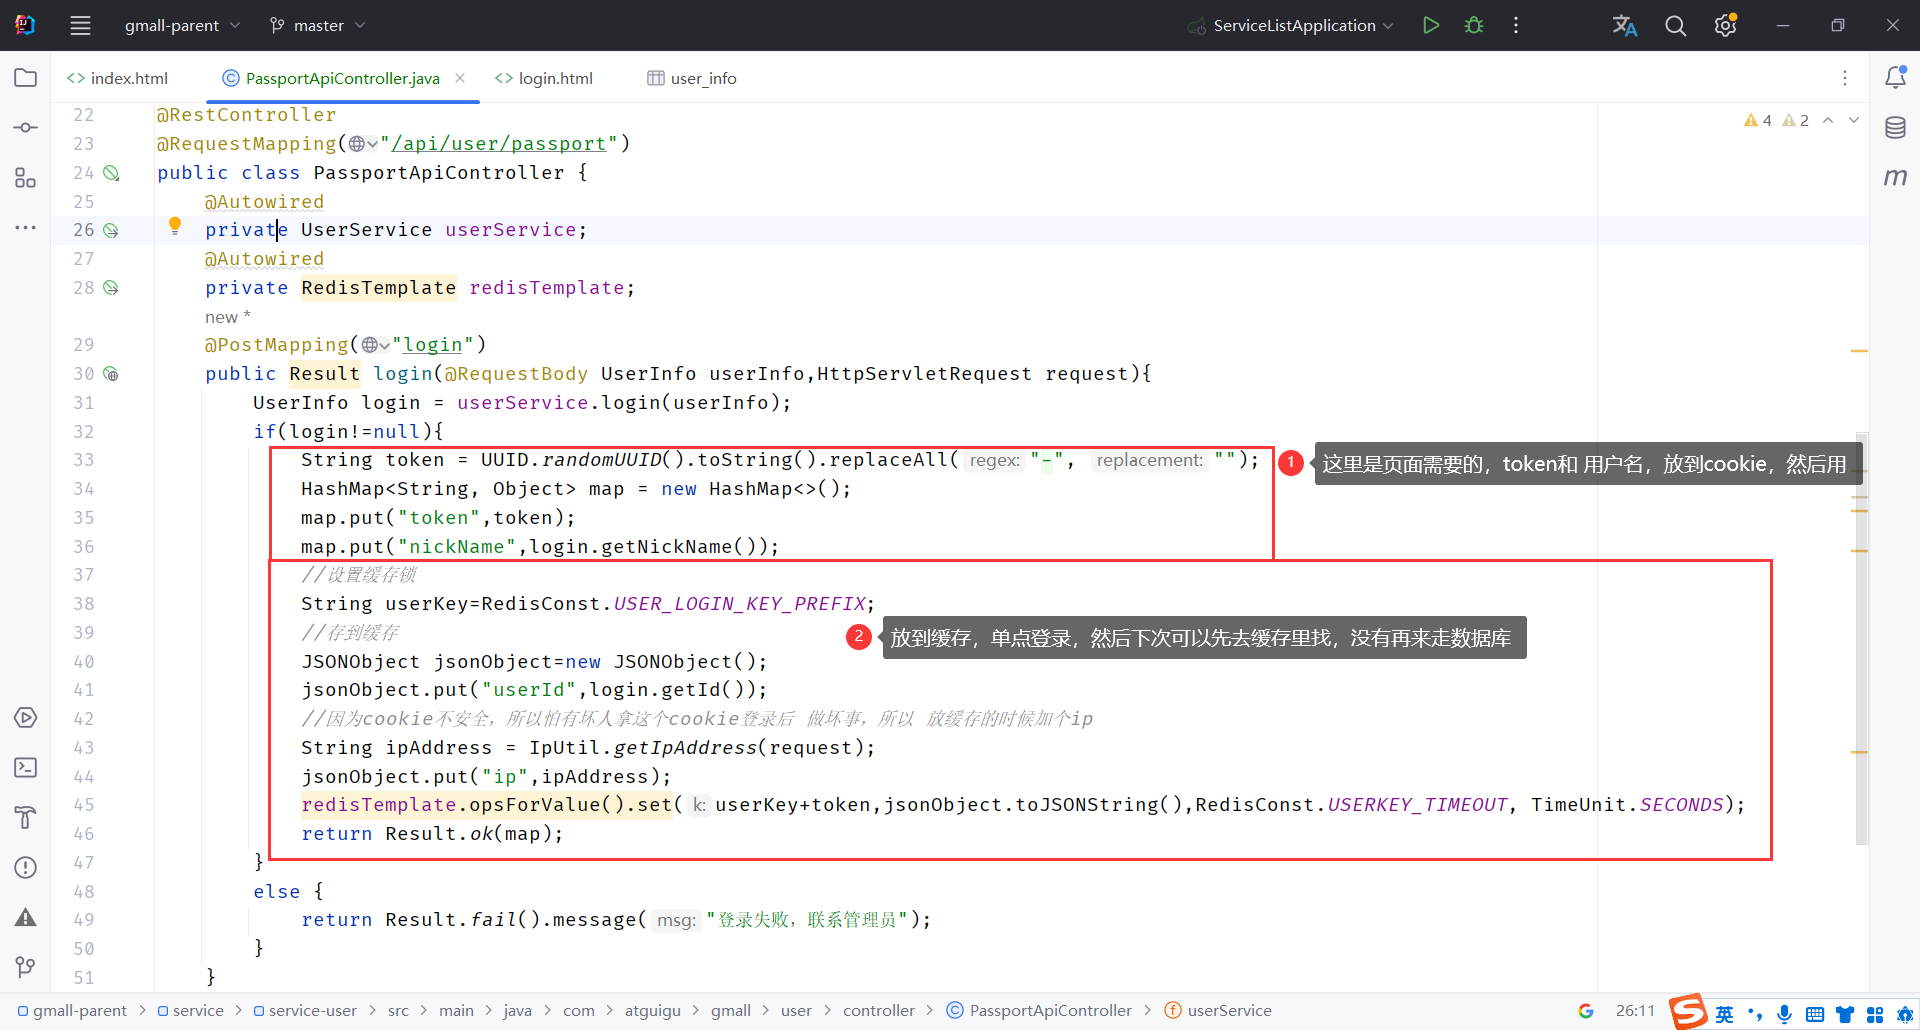 gmall-parent master ServiceListApplication
index.html PassportApiController.java login.html user_info
22 @RestController 4 2
23 @RequestMapping("/api/user/passport")
24 public class PassportApiController {
25 @Autowired
26 private UserService userService;
27 @Autowired
28 private RedisTemplate redisTemplate;
new *
29 @PostMapping("login")
30 public Result login(@RequestBody UserInfo userInfo,HttpServletRequest request){
31 UserInfo login = userService.login(userInfo);
32 if(login!=null){
33 String token = UUID.randomUUID().toString().replaceAll( regex: "-", replacement: "");
1 这里是页面需要的，token和 用户名，放到cookie，然后用
34 HashMap<String, Object> map = new HashMap<>();
35 map.put("token",token);
36 map.put("nickName",login.getNickName());
37 //设置缓存锁
38 String userKey=RedisConst.USER_LOGIN_KEY_PREFIX;
39 //存到缓存
2 放到缓存，单点登录，然后下次可以先去缓存里找，没有再来走数据库
40 JSONObject jsonObject=new JSONObject();
41 jsonObject.put("userId",login.getId());
42 //因为cookie不安全，所以怕有坏人拿这个cookie登录后 做坏事，所以 放缓存的时候加个ip
43 String ipAddress = IpUtil.getIpAddress(request);
44 jsonObject.put("ip",ipAddress);
45 redisTemplate.opsForValue().set( k: userKey+token,jsonObject.toJSONString(),RedisConst.USERKEY_TIMEOUT, TimeUnit.SECONDS);
46 return Result.ok(map);
47 }
48 else {
49 return Result.fail().message( msg: "登录失败，联系管理员");
50 }
51 }
gmall-parent > service > service-user > src > main > java > com > atguigu > gmall > user > controller > PassportApiController > userService 26:11 英